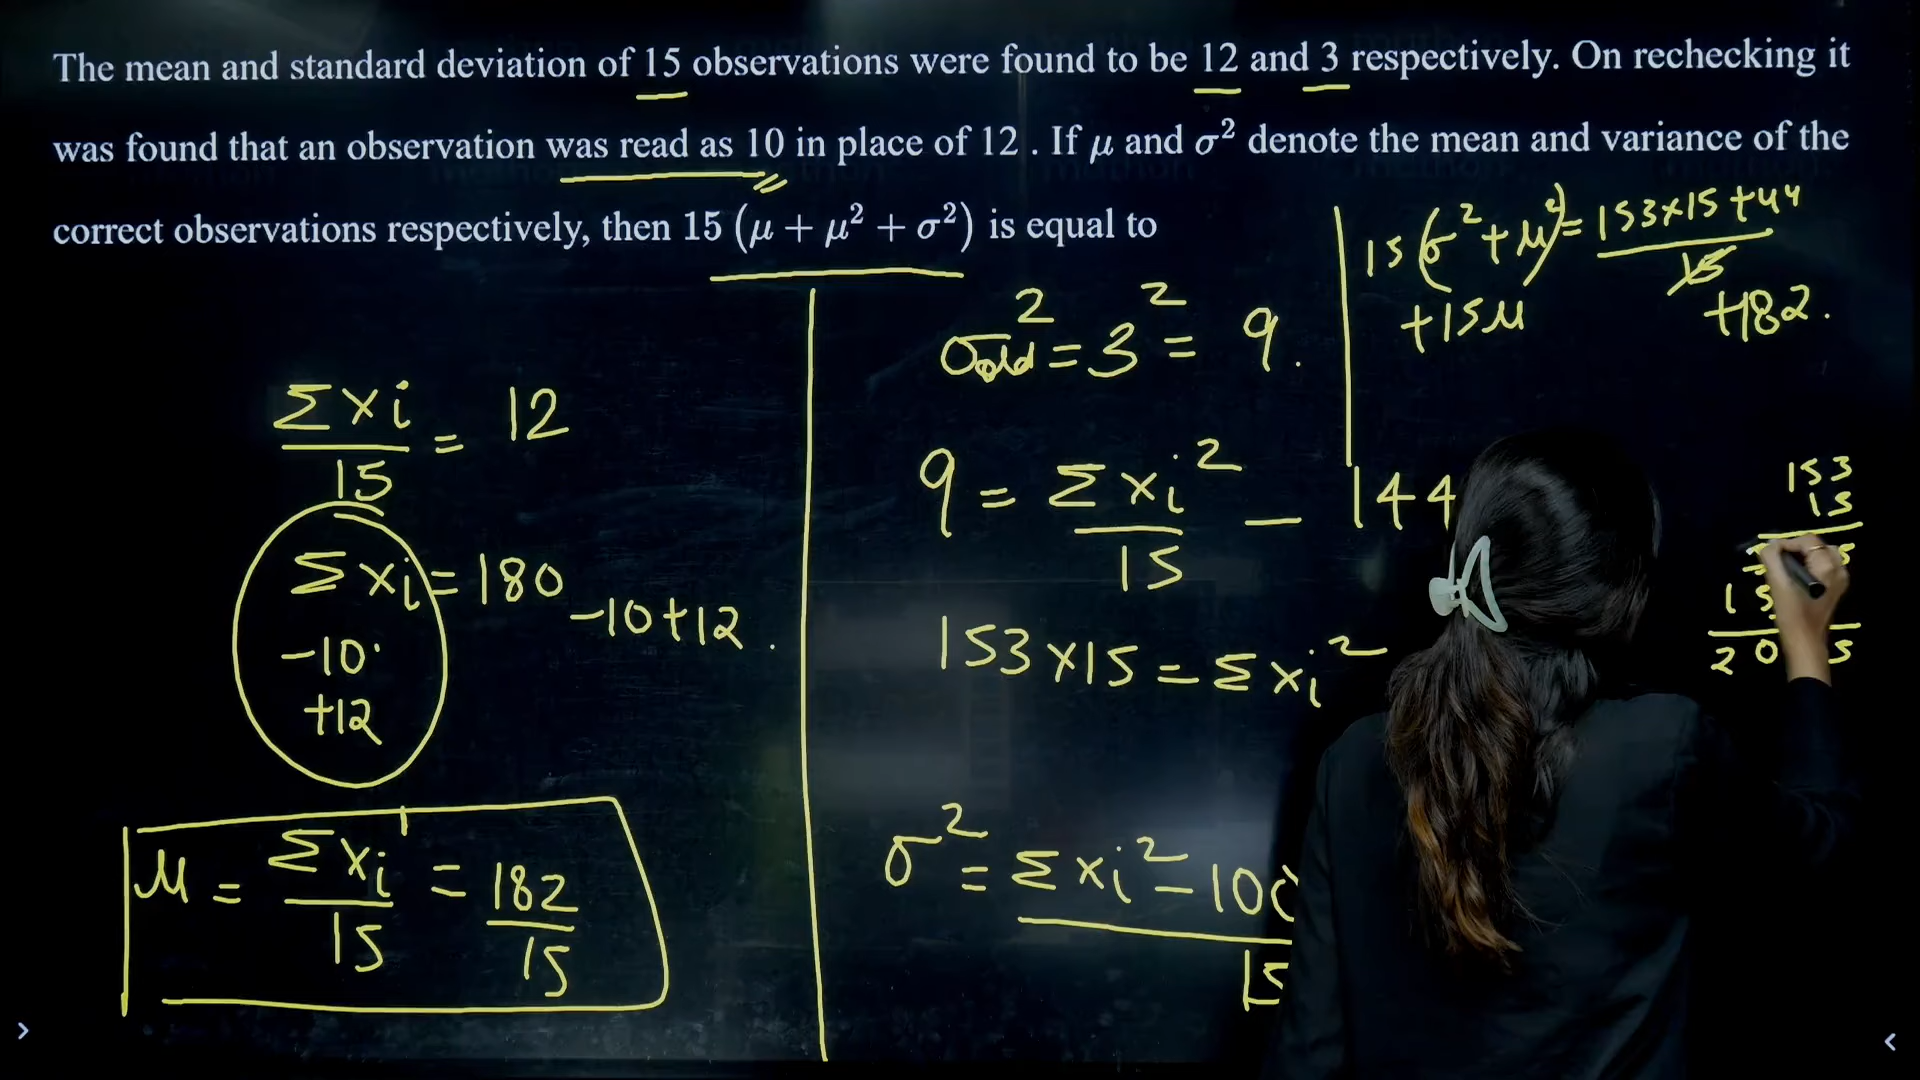 The mean and standard deviation of 15 observations were found to be 12 and 3 respectively. On rechecking it
was found that an observation was read as 10 in place of 12 . If μ and σ² denote the mean and variance of the
correct observations respectively, then 15 (μ + μ² + σ²) is equal to
Σxi / 15 = 12
Σxi = 180 -10+12.
-10
+12
μ = Σxi' / 15 = 182 / 15
σ²old = 3² = 9.
9 = Σxi² / 15 - 144
153×15 = Σxi²
σ² = Σxi² - 100
15
15(σ²+μ²) = 153×15+44 / 15
+15μ +182.
153
15